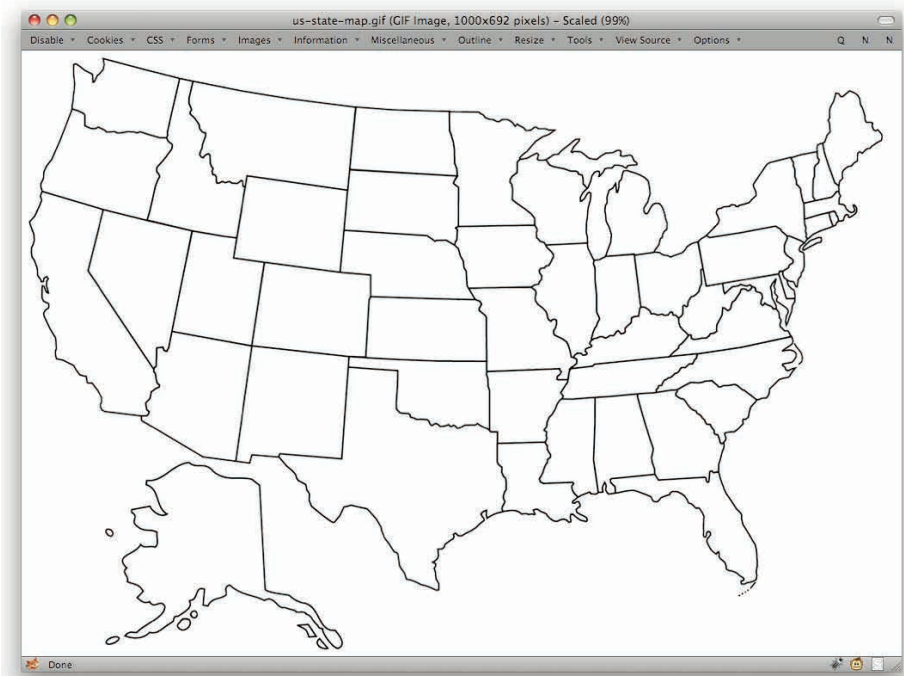 us-state-map.gif (GIF Image, 1000x692 pixels) – Scaled (99%)
Disable Cookies CSS Forms Images Information Miscellaneous Outline Resize Tools View Source Options Q N N
Done